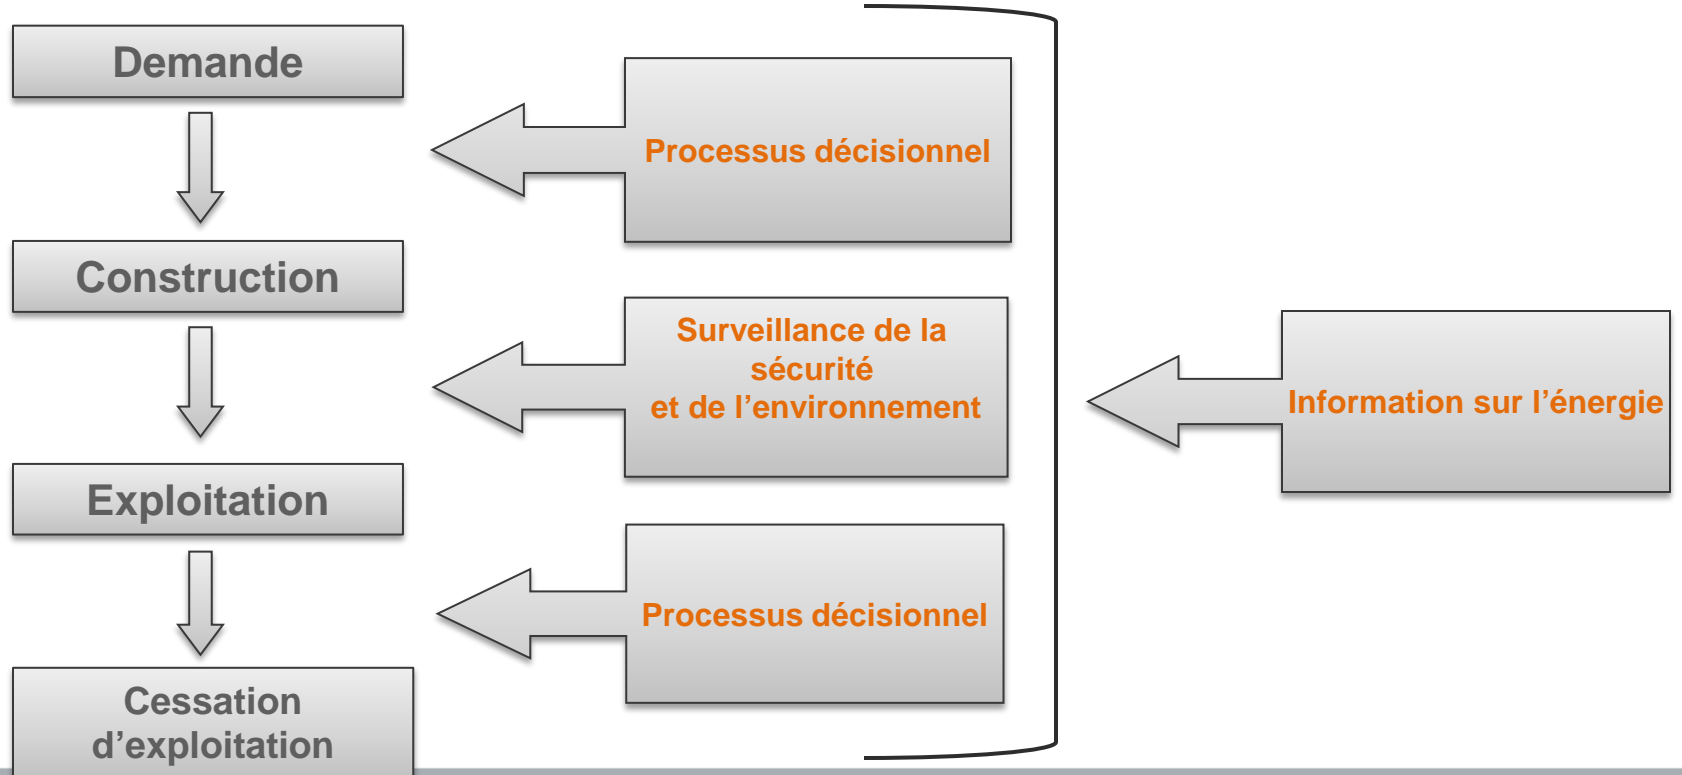 Demande
Construction
Exploitation
Cessation
d’exploitation
Processus décisionnel
Surveillance de la
sécurité
et de l’environnement
Processus décisionnel
Information sur l’énergie